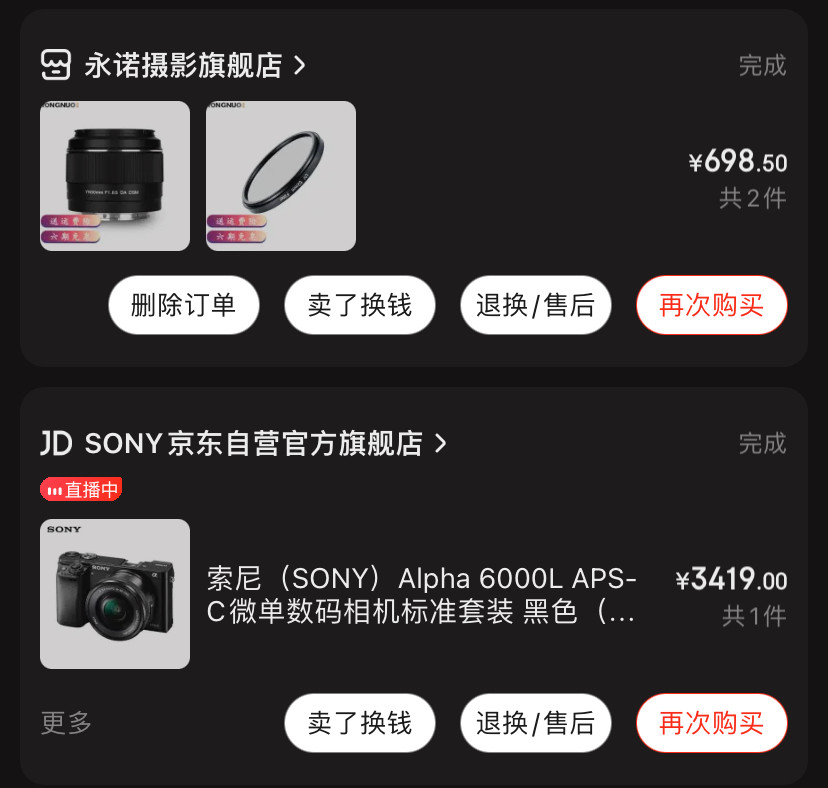 永诺摄影旗舰店
完成
YONGNUO
YONGNUO
送运费
六期免
送运费
六期免
¥698.50
共2件
删除订单
卖了换钱
退换/售后
再次购买
JD SONY京东自营官方旗舰店
完成
直播中
SONY
SONY
α
索尼（SONY）Alpha 6000L APS-
C微单数码相机标准套装 黑色（...
¥3419.00
共1件
更多
卖了换钱
退换/售后
再次购买